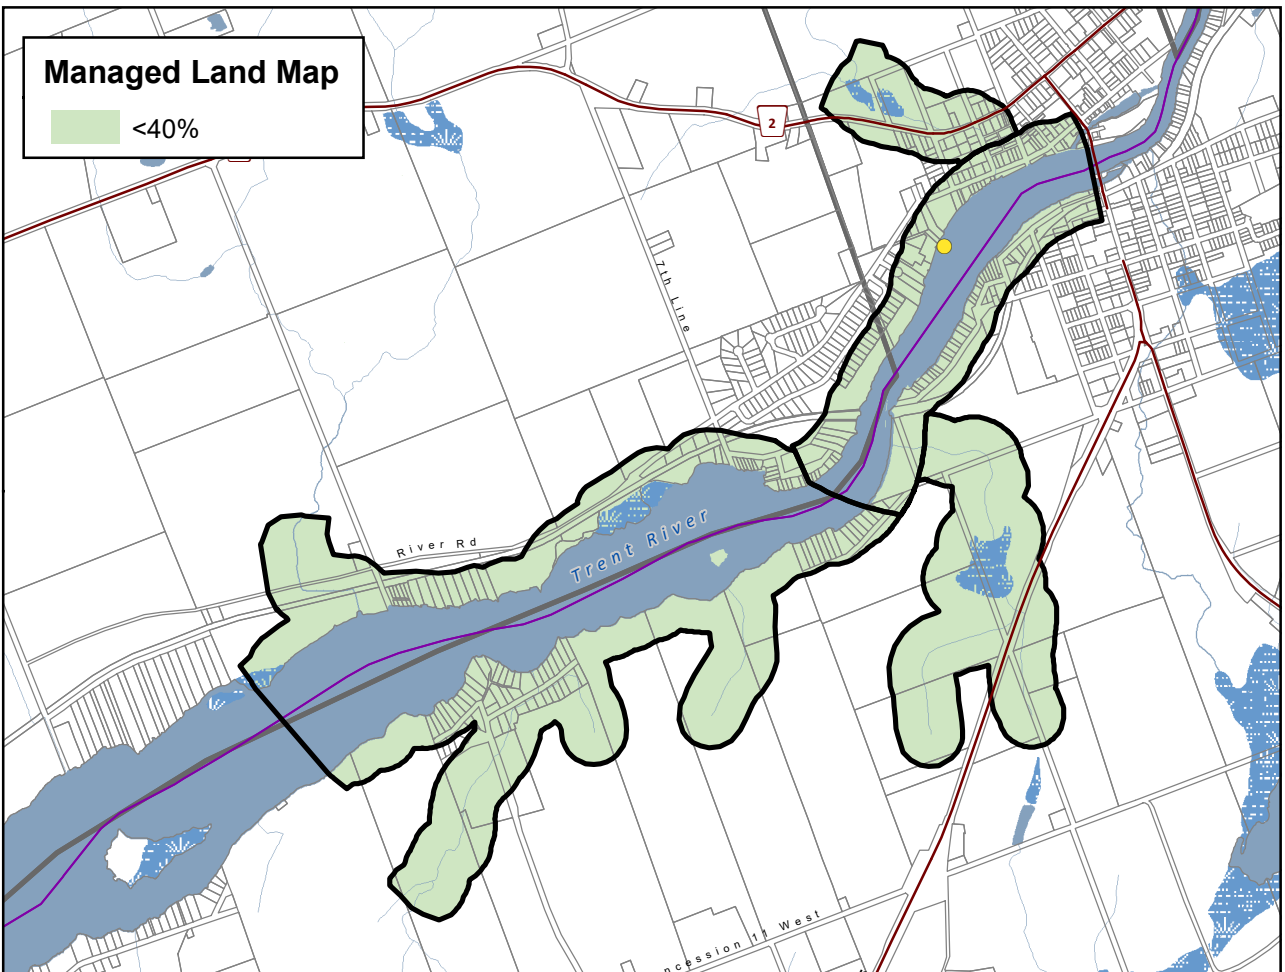 Managed Land Map
<40%
2
7th Line
River Rd
Trent River
ncession 11 West